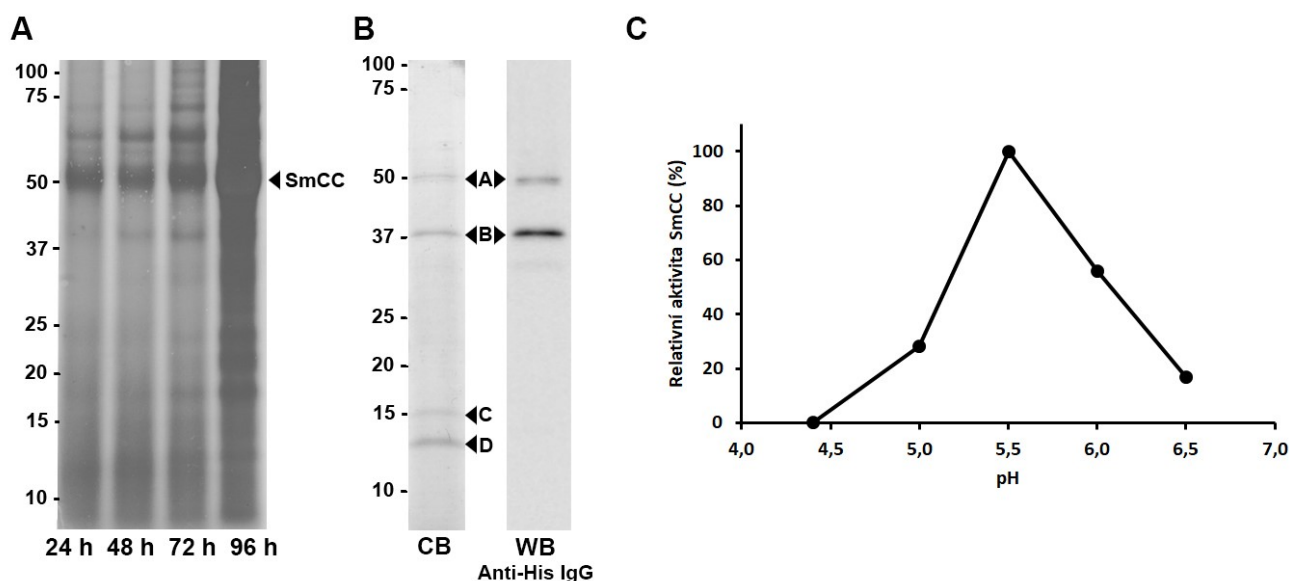 A
100 -
75 -
50 -
37 -
25 -
20 -
15 -
10 -
SmCC
24 h 48 h 72 h 96 h
B
100 -
75 -
50 -
37 -
25 -
20 -
15 -
10 -
A
B
C
D
CB WB
Anti-His IgG
C
Relativní aktivita SmCC (%)
100
80
60
40
20
0
4,0 4,5 5,0 5,5 6,0 6,5 7,0
pH